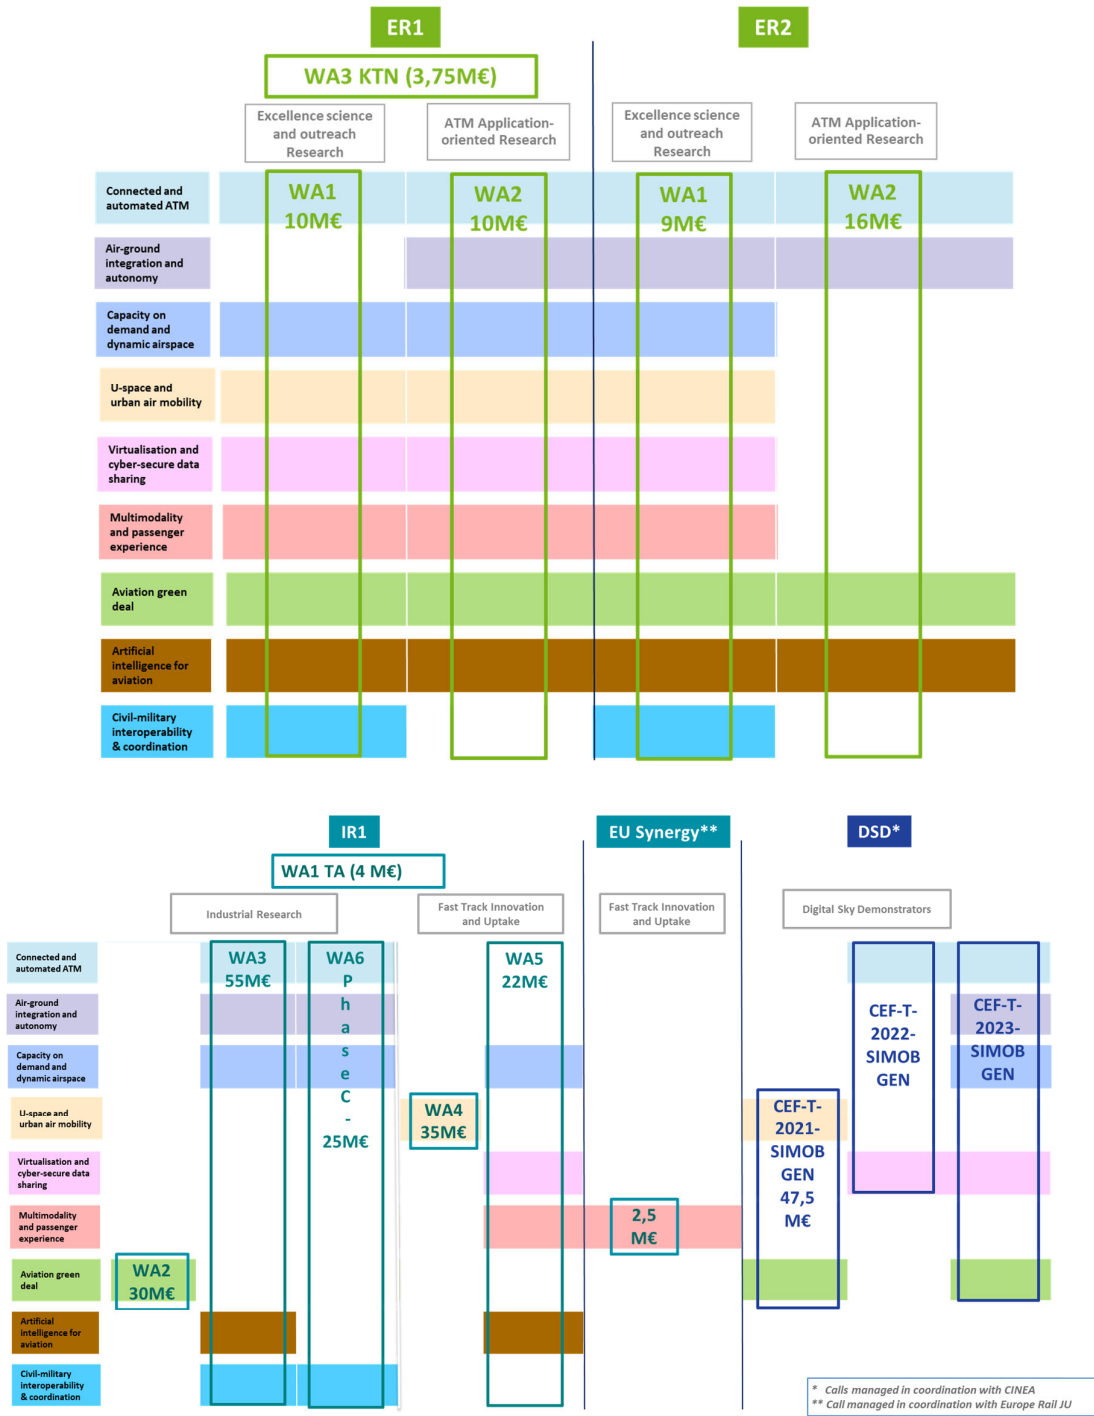 ER1
ER2
WA3 KTN (3,75M€)
Excellence science
and outreach
Research
ATM Application-
oriented Research
Excellence science
and outreach
Research
ATM Application-
oriented Research
Connected and
automated ATM
WA1
10M€
WA2
10M€
WA1
9M€
WA2
16M€
Air-ground
integration and
autonomy
Capacity on
demand and
dynamic airspace
U-space and
urban air mobility
Virtualisation and
cyber-secure data
sharing
Multimodality
and passenger
experience
Aviation green
deal
Artificial
intelligence for
aviation
Civil-military
interoperability
& coordination
IR1
EU Synergy**
DSD*
WA1 TA (4 M€)
Industrial Research
Fast Track Innovation
and Uptake
Fast Track Innovation
and Uptake
Digital Sky Demonstrators
Connected and
automated ATM
Air-ground
integration and
autonomy
Capacity on
demand and
dynamic airspace
U-space and
urban air mobility
Virtualisation and
cyber-secure data
sharing
Multimodality
and passenger
experience
Aviation green
deal
Artificial
intelligence for
aviation
Civil-military
interoperability
& coordination
WA2
30M€
WA3
55M€
WA6
P
h
a
s
e
C
-
25M€
WA4
35M€
WA5
22M€
2,5
M€
CEF-T-
2021-
SIMOB
GEN
47,5
M€
CEF-T-
2022-
SIMOB
GEN
CEF-T-
2023-
SIMOB
GEN
* Calls managed in coordination with CINEA
** Call managed in coordination with Europe Rail JU